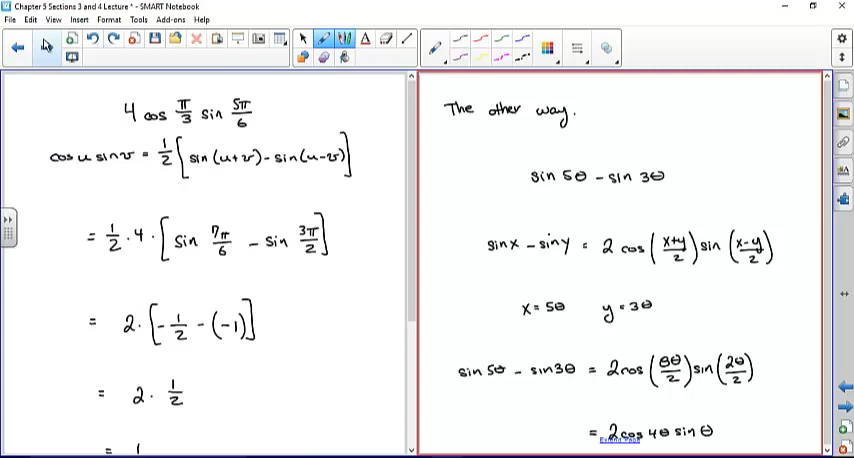 Chapter 5 Sections 3 and 4 Lecture * - SMART Notebook
File Edit View Insert Format Tools Add-ons Help
4 cos π/3 sin 5π/6
cos u sin v = 1/2 [sin (u+v) - sin (u-v)]
= 1/2 · 4 · [sin 7π/6 - sin 3π/2]
= 2 · [-1/2 - (-1)]
= 2 · 1/2
= 1
The other way.
sin 5θ - sin 3θ
sin x - sin y = 2 cos (x+y/2) sin (x-y/2)
x = 5θ y = 3θ
sin 5θ - sin 3θ = 2 cos (8θ/2) sin (2θ/2)
= 2 cos 4θ sin θ